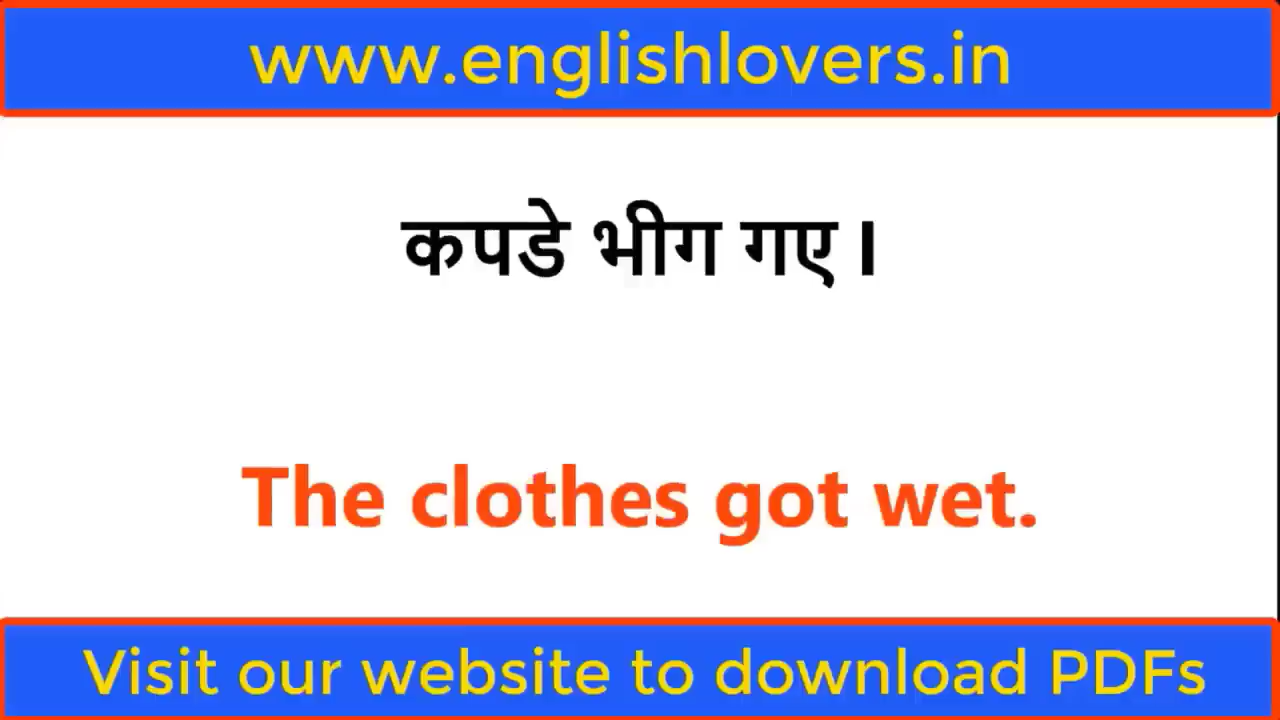 www.englishlovers.in
कपडे भीग गए।
The clothes got wet.
Visit our website to download PDFs